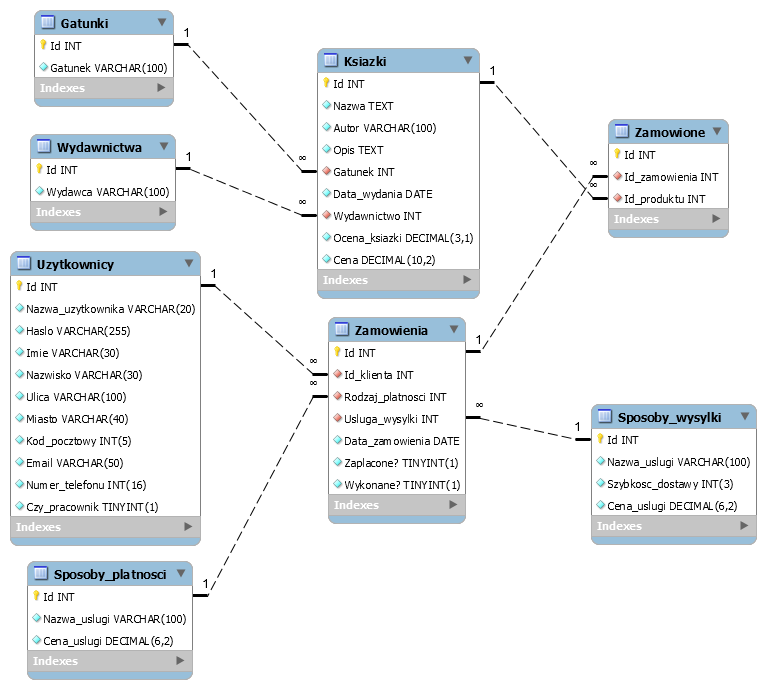 Gatunki
Id INT
Gatunek VARCHAR(100)
Indexes
1
∞
Wydawnictwa
Id INT
Wydawca VARCHAR(100)
Indexes
1
∞
Uzytkownicy
Id INT
Nazwa_uzytkownika VARCHAR(20)
Haslo VARCHAR(255)
Imie VARCHAR(30)
Nazwisko VARCHAR(30)
Ulica VARCHAR(100)
Miasto VARCHAR(40)
Kod_pocztowy INT(5)
Email VARCHAR(50)
Numer_telefonu INT(16)
Czy_pracownik TINYINT(1)
Indexes
1
∞
Sposoby_platnosci
Id INT
Nazwa_uslugi VARCHAR(100)
Cena_uslugi DECIMAL(6,2)
Indexes
1
∞
Ksiazki
Id INT
Nazwa TEXT
Autor VARCHAR(100)
Opis TEXT
Gatunek INT
Data_wydania DATE
Wydawnictwo INT
Ocena_ksiazki DECIMAL(3,1)
Cena DECIMAL(10,2)
Indexes
1
∞
Zamowienia
Id INT
Id_klienta INT
Rodzaj_platnosci INT
Usluga_wysylki INT
Data_zamowienia DATE
Zaplacone? TINYINT(1)
Wykonane? TINYINT(1)
Indexes
1
∞
Zamowione
Id INT
Id_zamowienia INT
Id_produktu INT
Indexes
∞
1
Sposoby_wysylki
Id INT
Nazwa_uslugi VARCHAR(100)
Szybkosc_dostawy INT(3)
Cena_uslugi DECIMAL(6,2)
Indexes